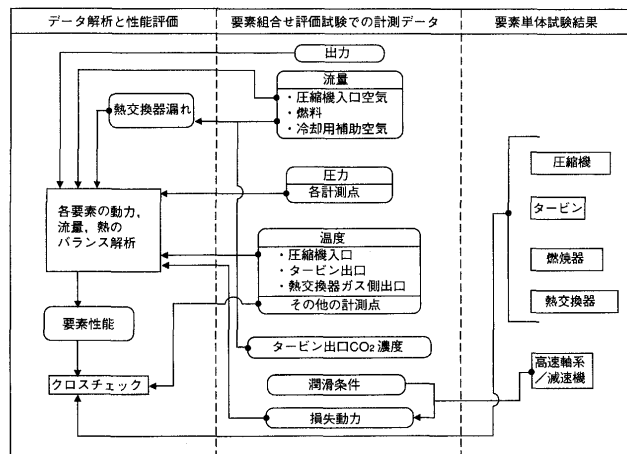 データ解析と性能評価
要素組合せ評価試験での計測データ
要素単体試験結果
出力
流量
・圧縮機入口空気
・燃料
・冷却用補助空気
熱交換器漏れ
圧力
各計測点
各要素の動力,
流量, 熱の
バランス解析
温度
・圧縮機入口
・タービン出口
・熱交換器ガス側出口
その他の計測点
要素性能
タービン出口CO₂濃度
クロスチェック
潤滑条件
損失動力
圧縮機
タービン
燃焼器
熱交換器
高速軸系
/減速機